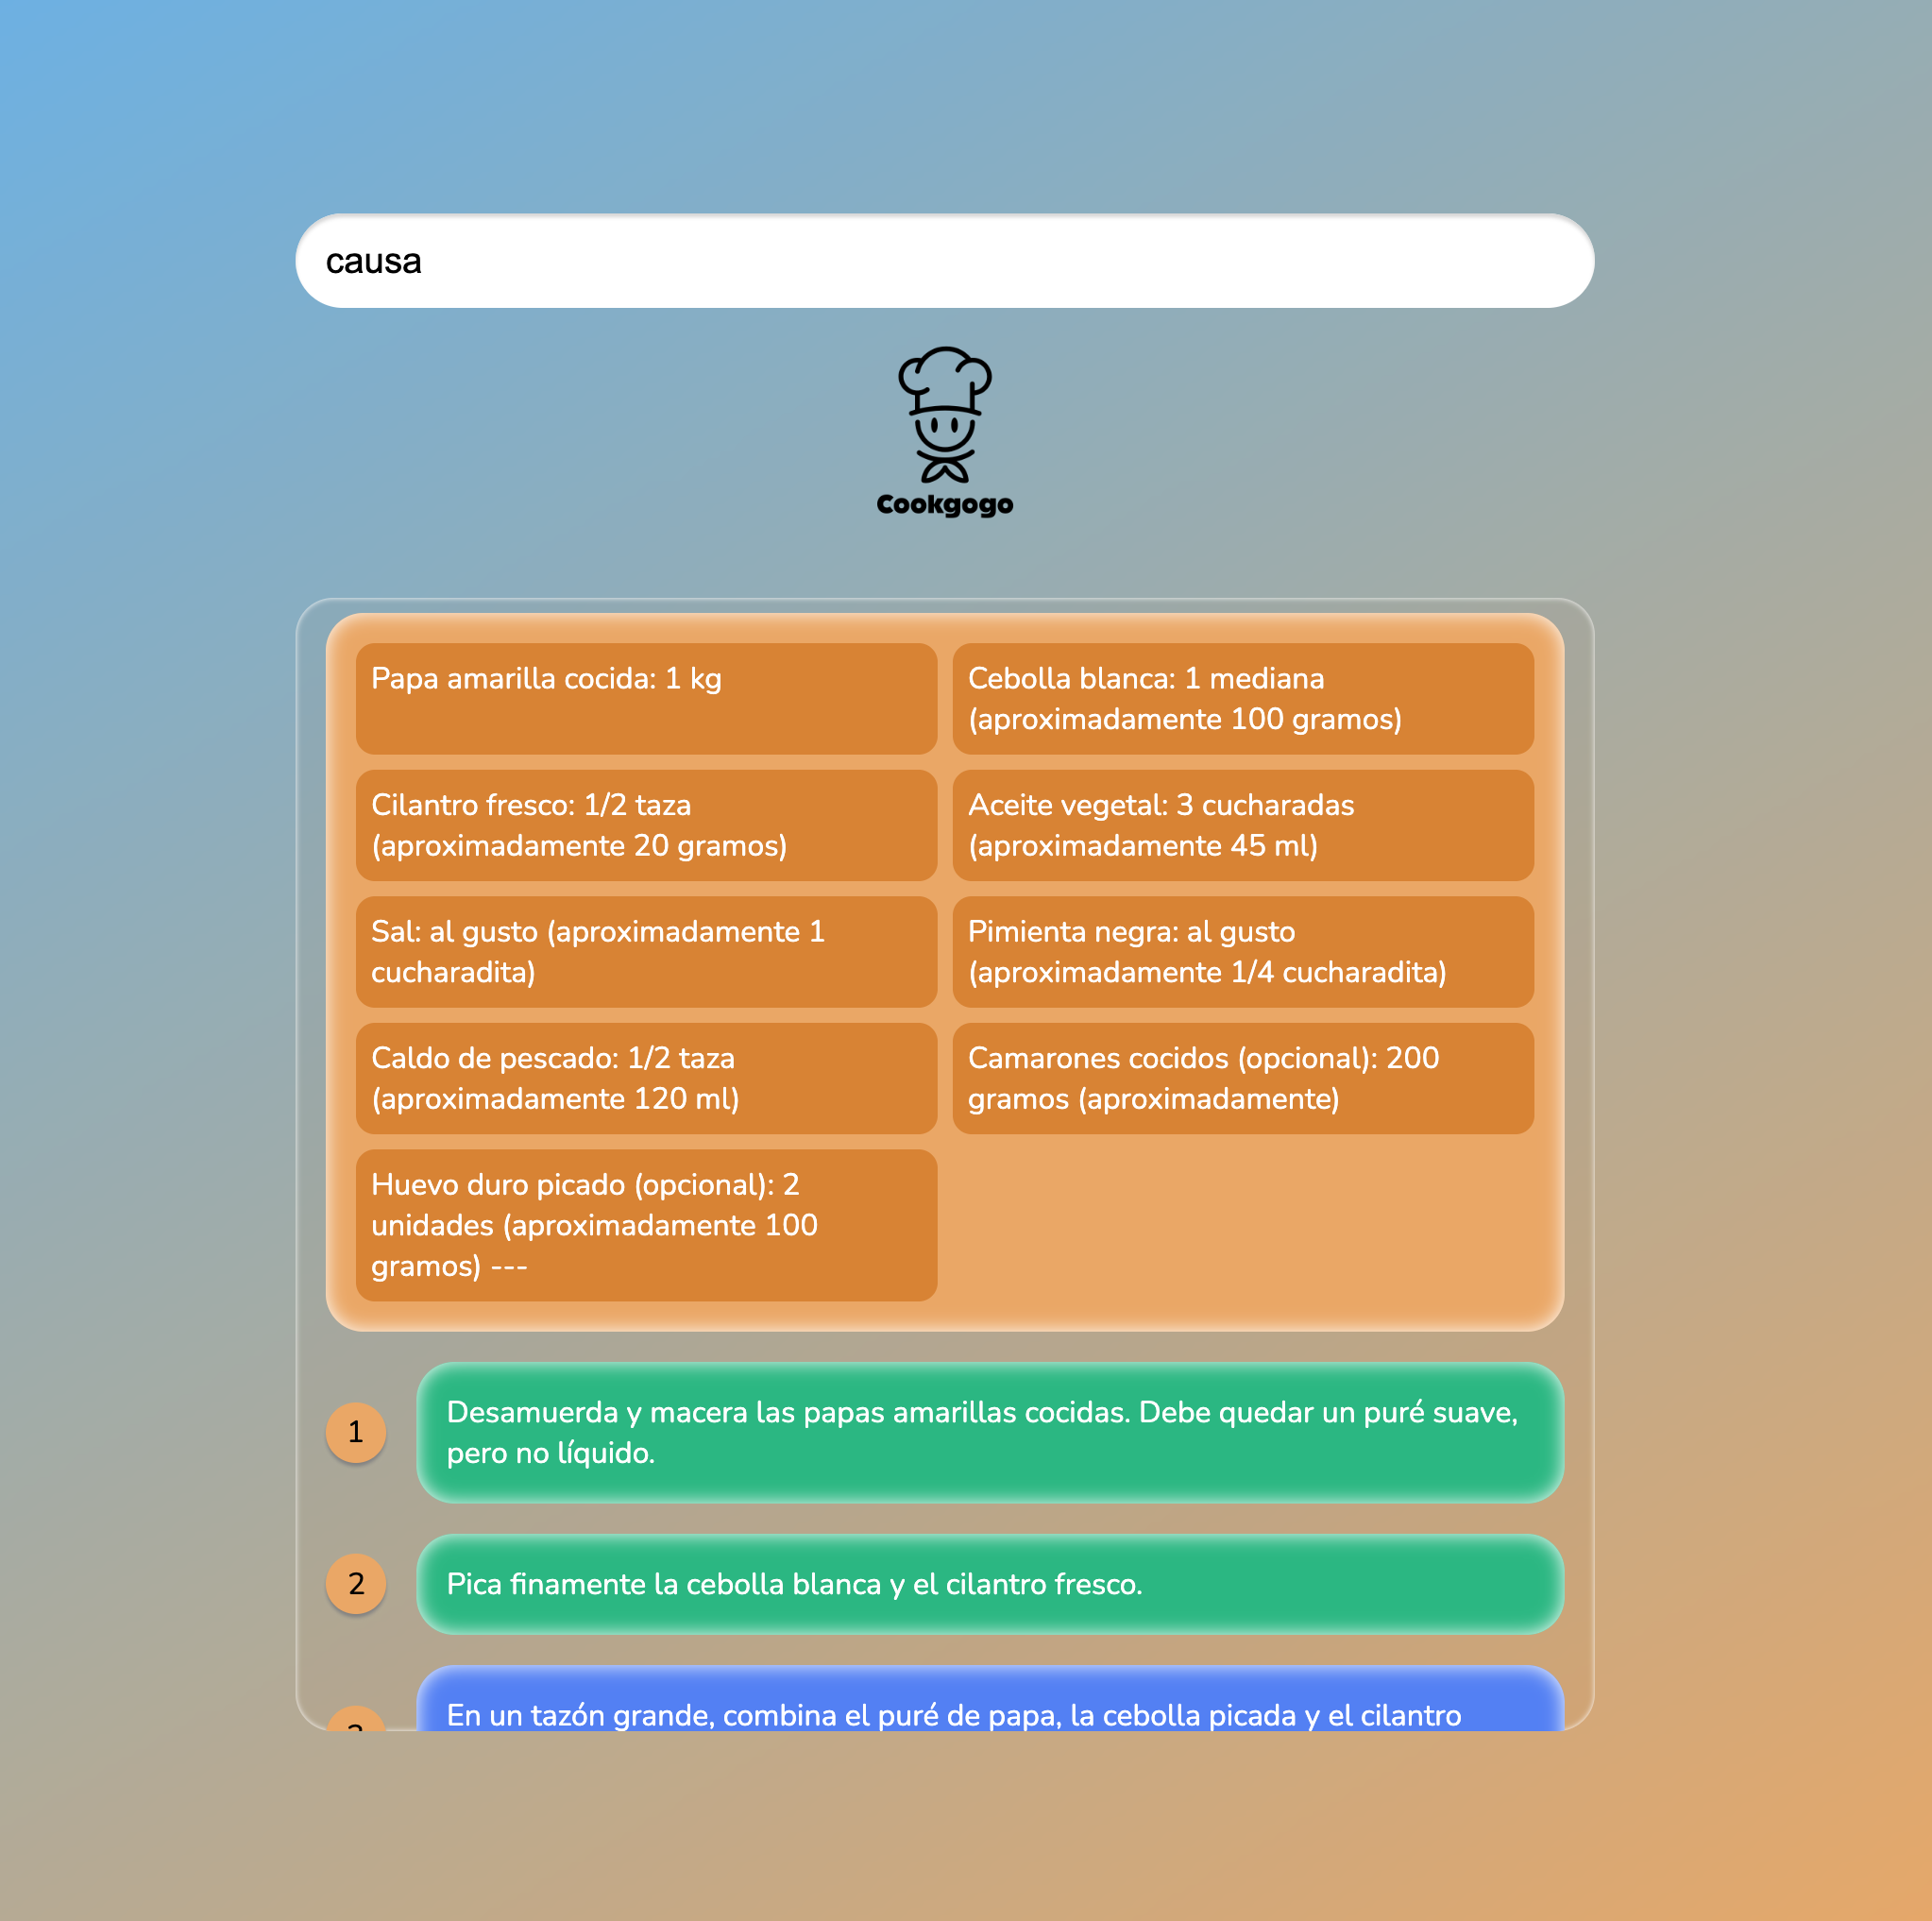 causa
Cookgogo
Papa amarilla cocida: 1 kg
Cebolla blanca: 1 mediana
(aproximadamente 100 gramos)
Cilantro fresco: 1/2 taza
(aproximadamente 20 gramos)
Aceite vegetal: 3 cucharadas
(aproximadamente 45 ml)
Sal: al gusto (aproximadamente 1
cucharadita)
Pimienta negra: al gusto
(aproximadamente 1/4 cucharadita)
Caldo de pescado: 1/2 taza
(aproximadamente 120 ml)
Camarones cocidos (opcional): 200
gramos (aproximadamente)
Huevo duro picado (opcional): 2
unidades (aproximadamente 100
gramos) ---
1
Desamuerda y macera las papas amarillas cocidas. Debe quedar un puré suave,
pero no líquido.
2
Pica finamente la cebolla blanca y el cilantro fresco.
En un tazón grande, combina el puré de papa, la cebolla picada y el cilantro